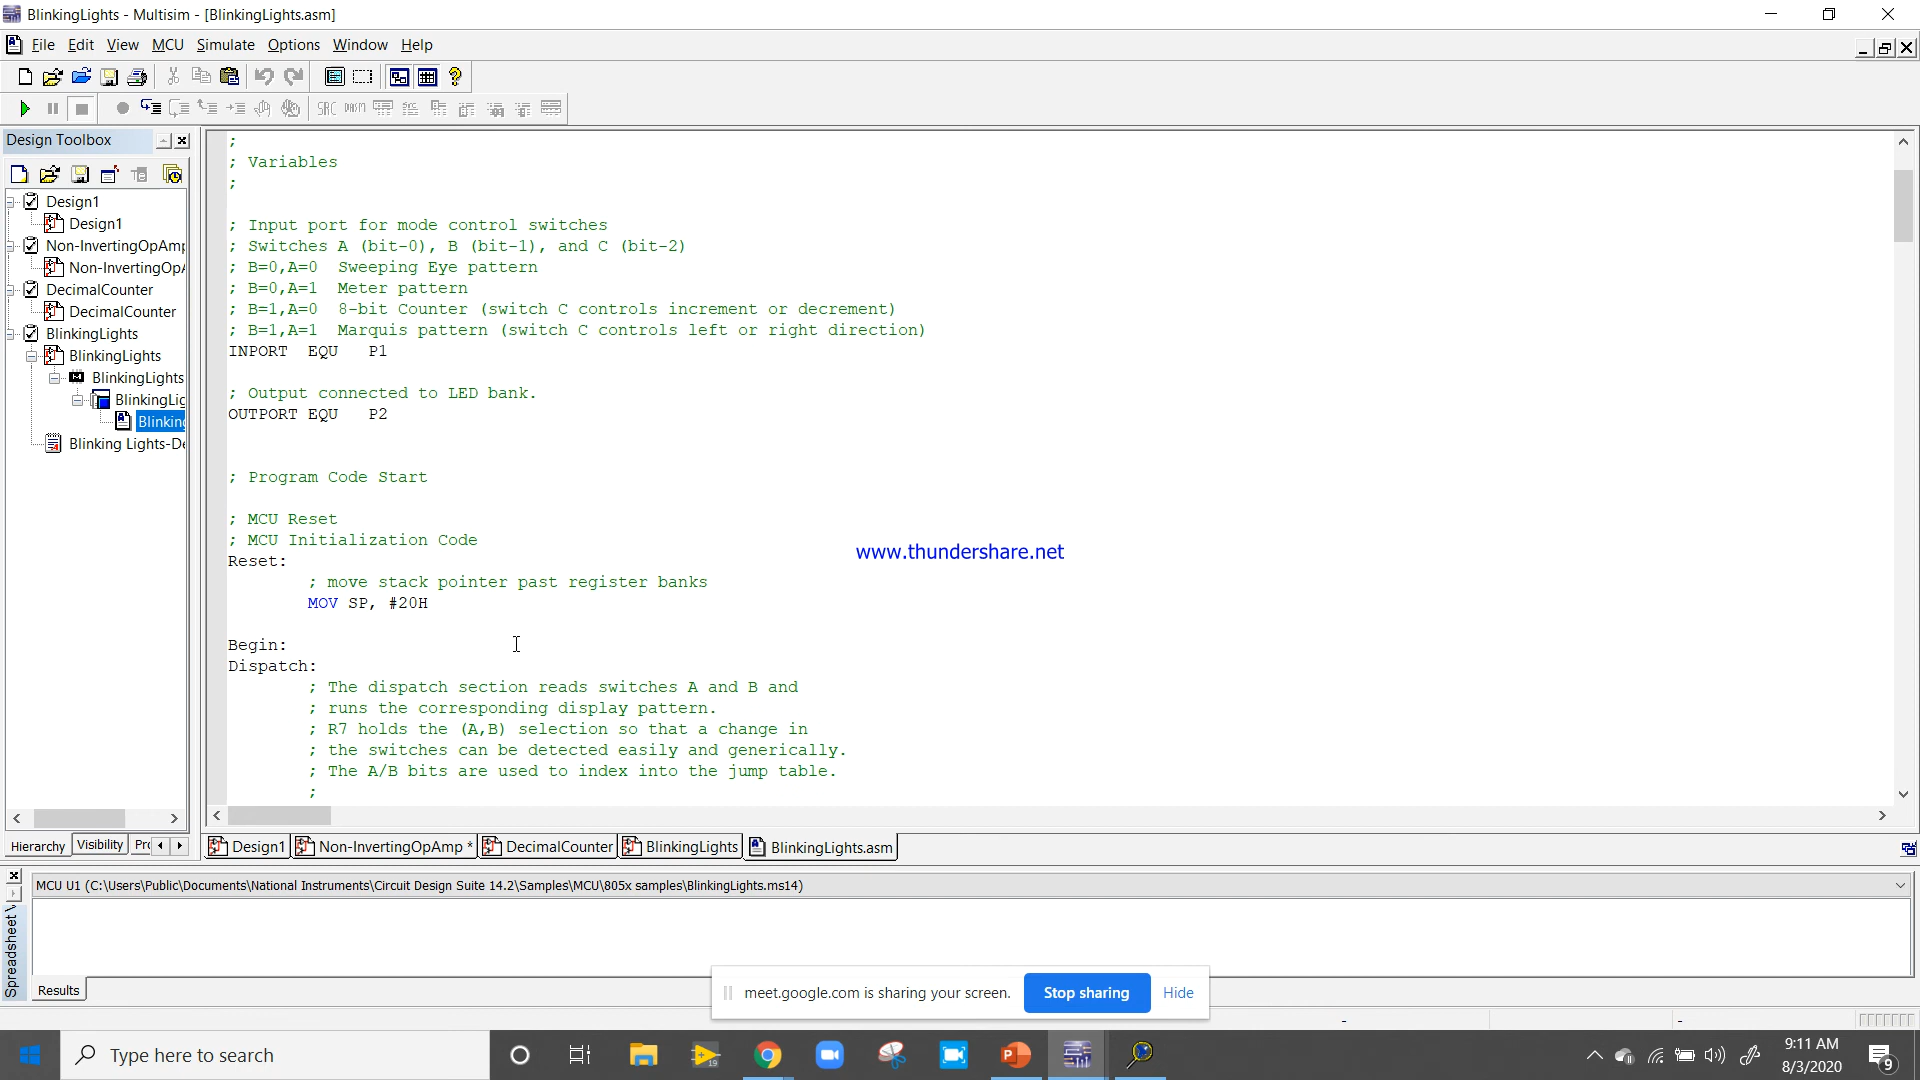 BlinkingLights - Multisim - [BlinkingLights.asm]
File Edit View MCU Simulate Options Window Help
Design Toolbox
Design1
Design1
Non-InvertingOpAmp
Non-InvertingOpA
DecimalCounter
DecimalCounter
BlinkingLights
BlinkingLights
BlinkingLights
BlinkingLig
Blinking
Blinking Lights-De
Hierarchy Visibility Pro
;
; Variables
;
; Input port for mode control switches
; Switches A (bit-0), B (bit-1), and C (bit-2)
; B=0,A=0 Sweeping Eye pattern
; B=0,A=1 Meter pattern
; B=1,A=0 8-bit Counter (switch C controls increment or decrement)
; B=1,A=1 Marquis pattern (switch C controls left or right direction)
INPORT EQU P1
; Output connected to LED bank.
OUTPORT EQU P2
; Program Code Start
; MCU Reset
; MCU Initialization Code
Reset:
; move stack pointer past register banks
MOV SP, #20H
Begin:
Dispatch:
; The dispatch section reads switches A and B and
; runs the corresponding display pattern.
; R7 holds the (A,B) selection so that a change in
; the switches can be detected easily and generically.
; The A/B bits are used to index into the jump table.
;
www.thundershare.net
Design1 Non-InvertingOpAmp * DecimalCounter BlinkingLights BlinkingLights.asm
MCU U1 (C:\Users\Public\Documents\National Instruments\Circuit Design Suite 14.2\Samples\MCU\805x samples\BlinkingLights.ms14)
Spreadsheet V
Results
meet.google.com is sharing your screen. Stop sharing Hide
- -
Type here to search
9:11 AM
8/3/2020
9